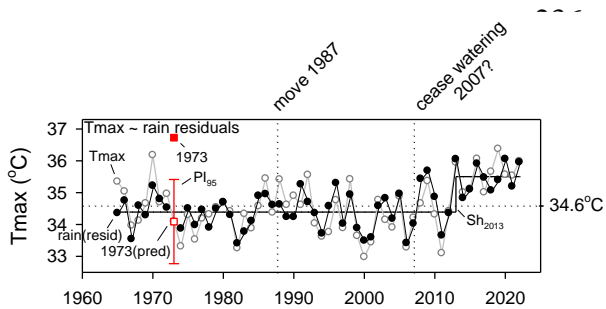 move 1987
cease watering
2007?
Tmax ~ rain residuals
Tmax
1973
PI95
rain(resid)
1973(pred)
Sh2013
34.6°C
Tmax (°C)
37
36
35
34
33
1960
1970
1980
1990
2000
2010
2020